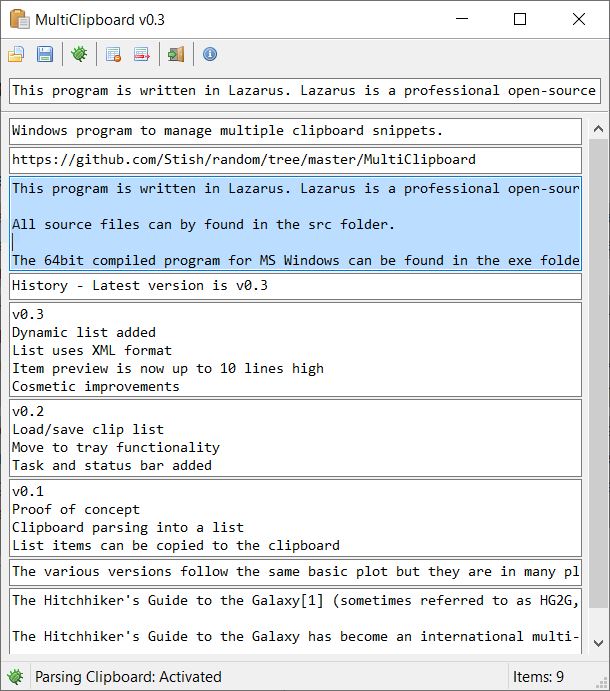 MultiClipboard v0.3
This program is written in Lazarus. Lazarus is a professional open-source
Windows program to manage multiple clipboard snippets.
https://github.com/Stish/random/tree/master/MultiClipboard
This program is written in Lazarus. Lazarus is a professional open-sour
All source files can by found in the src folder.
The 64bit compiled program for MS Windows can be found in the exe folde
History - Latest version is v0.3
v0.3
Dynamic list added
List uses XML format
Item preview is now up to 10 lines high
Cosmetic improvements
v0.2
Load/save clip list
Move to tray functionality
Task and status bar added
v0.1
Proof of concept
Clipboard parsing into a list
List items can be copied to the clipboard
The various versions follow the same basic plot but they are in many pl
The Hitchhiker's Guide to the Galaxy[1] (sometimes referred to as HG2G,
The Hitchhiker's Guide to the Galaxy has become an international multi-
Parsing Clipboard: Activated
Items: 9